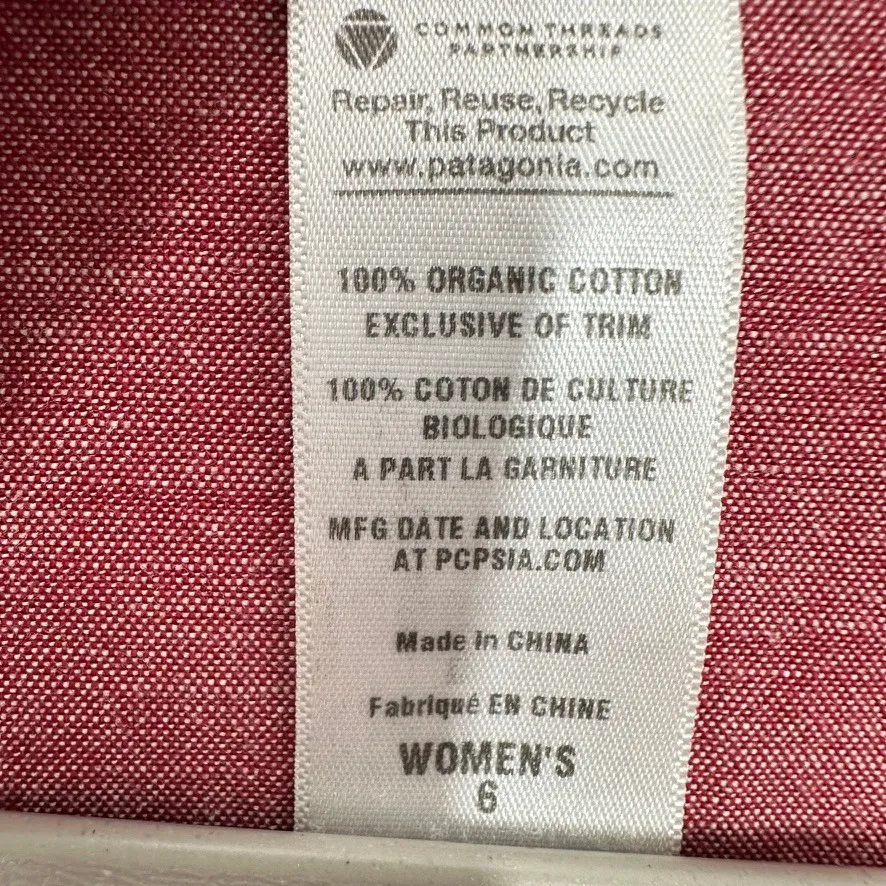 COMMON THREADS
PARTNERSHIP
Repair, Reuse, Recycle
This Product
www.patagonia.com
100% ORGANIC COTTON
EXCLUSIVE OF TRIM
100% COTON DE CULTURE
BIOLOGIQUE
A PART LA GARNITURE
MFG DATE AND LOCATION
AT PCPSIA.COM
Made in CHINA
Fabriqué EN CHINE
WOMEN'S
6